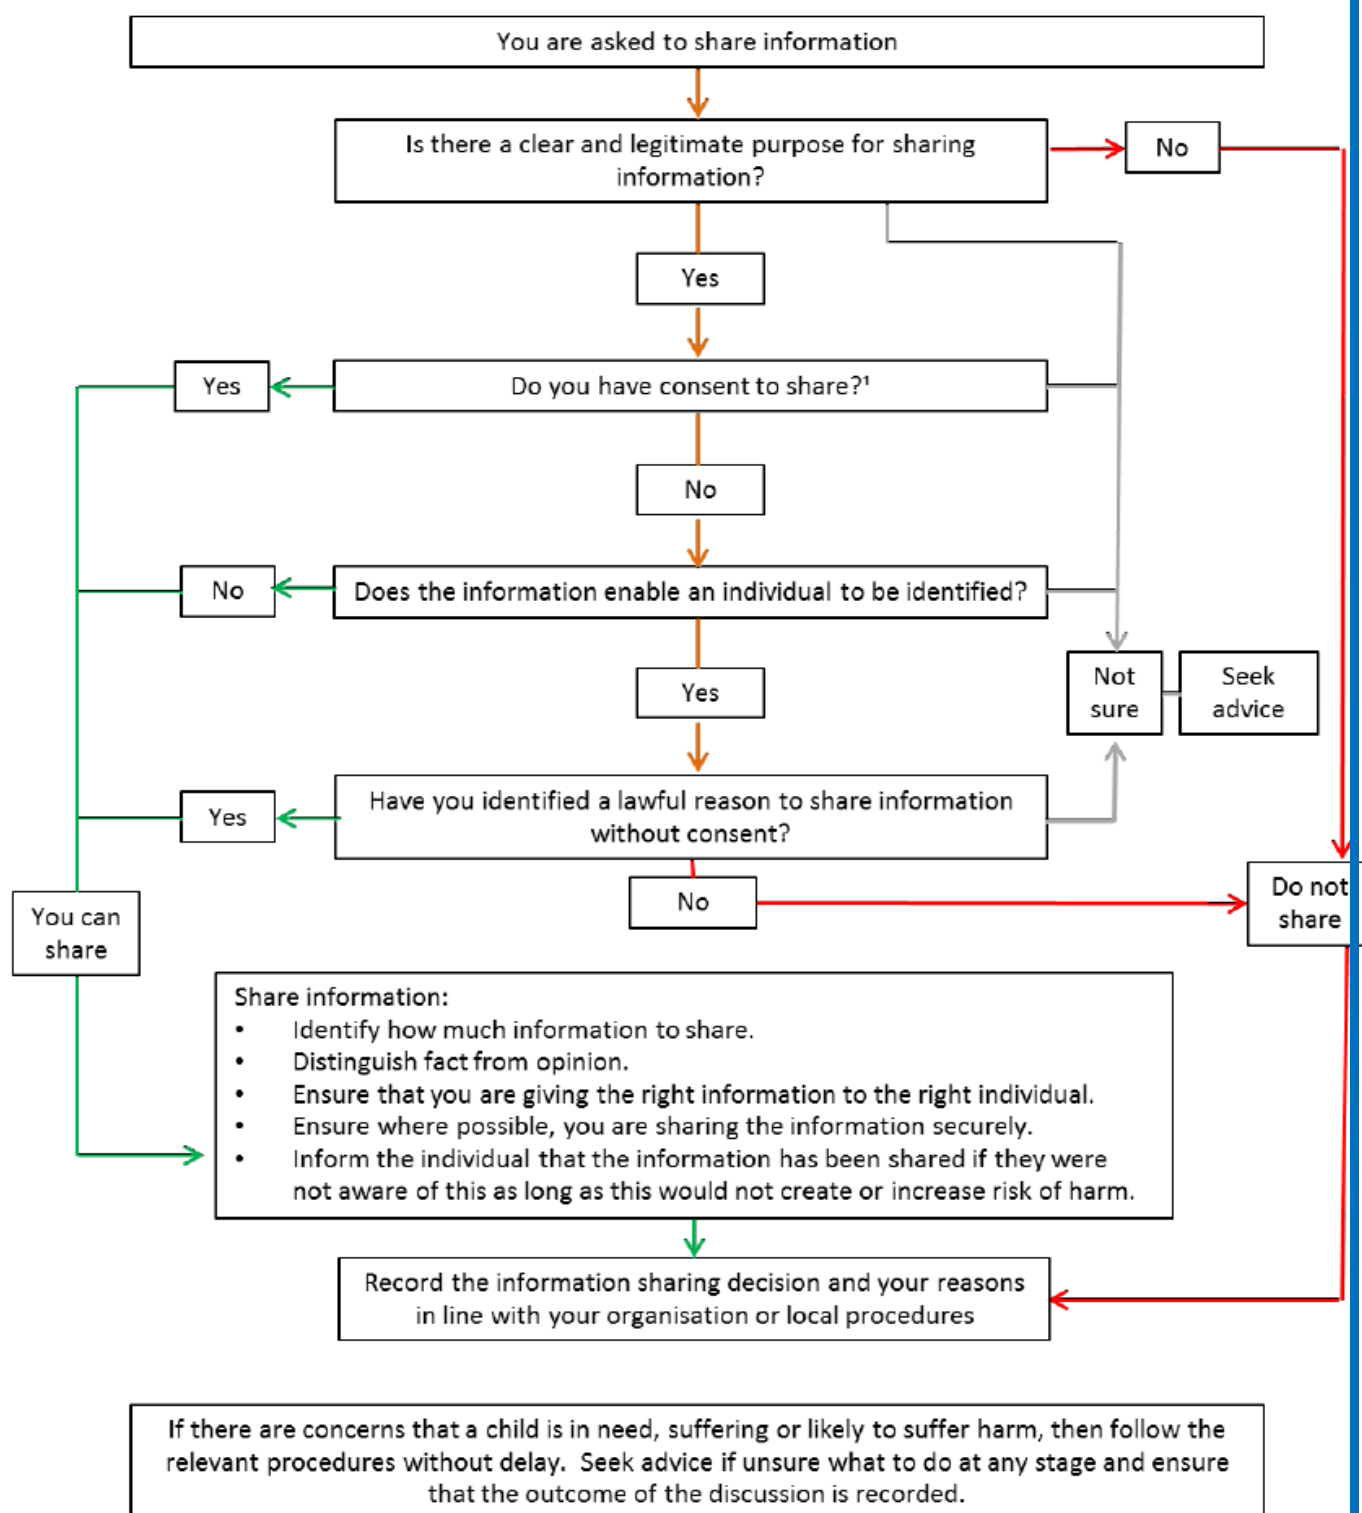 You are asked to share information
Is there a clear and legitimate purpose for sharing
information?
No
Yes
Yes
Do you have consent to share?¹
No
No
Does the information enable an individual to be identified?
Yes
Not
sure
Seek
advice
Yes
Have you identified a lawful reason to share information
without consent?
No
Do not
share
You can
share
Share information:
• Identify how much information to share.
• Distinguish fact from opinion.
• Ensure that you are giving the right information to the right individual.
• Ensure where possible, you are sharing the information securely.
• Inform the individual that the information has been shared if they were
not aware of this as long as this would not create or increase risk of harm.
Record the information sharing decision and your reasons
in line with your organisation or local procedures
If there are concerns that a child is in need, suffering or likely to suffer harm, then follow the
relevant procedures without delay.  Seek advice if unsure what to do at any stage and ensure
that the outcome of the discussion is recorded.